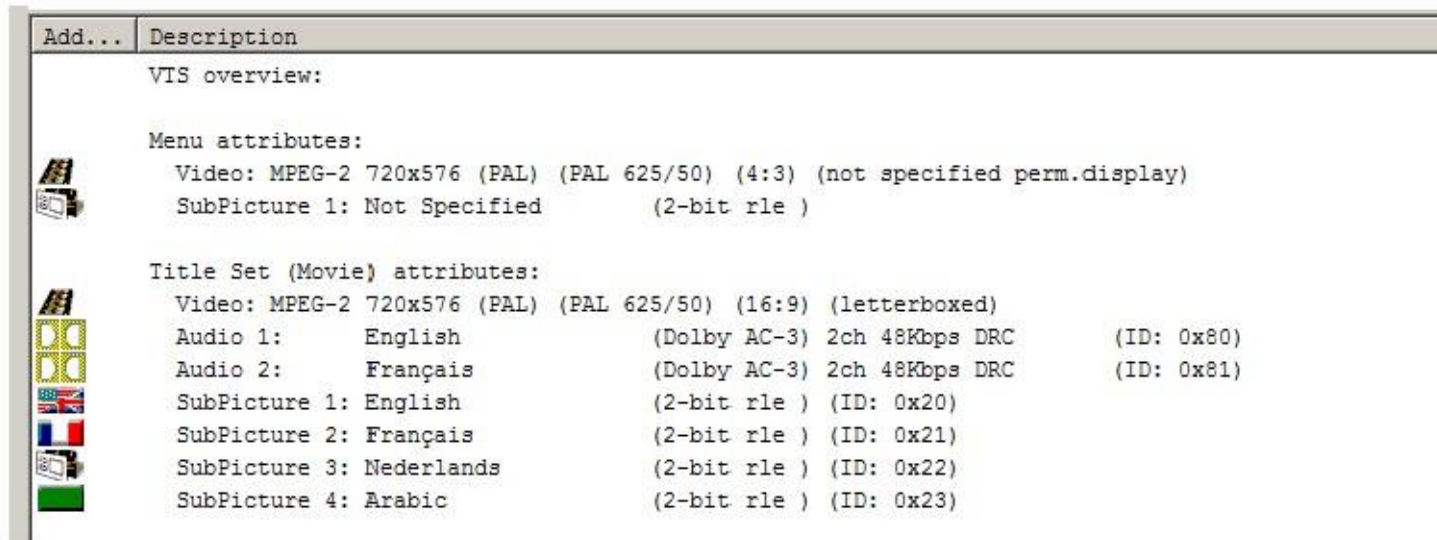 Add... Description
VTS overview:
Menu attributes:
Video: MPEG-2 720x576 (PAL) (PAL 625/50) (4:3) (not specified perm.display)
SubPicture 1: Not Specified (2-bit rle )
Title Set (Movie) attributes:
Video: MPEG-2 720x576 (PAL) (PAL 625/50) (16:9) (letterboxed)
Audio 1: English (Dolby AC-3) 2ch 48Kbps DRC (ID: 0x80)
Audio 2: Français (Dolby AC-3) 2ch 48Kbps DRC (ID: 0x81)
SubPicture 1: English (2-bit rle ) (ID: 0x20)
SubPicture 2: Français (2-bit rle ) (ID: 0x21)
SubPicture 3: Nederlands (2-bit rle ) (ID: 0x22)
SubPicture 4: Arabic (2-bit rle ) (ID: 0x23)